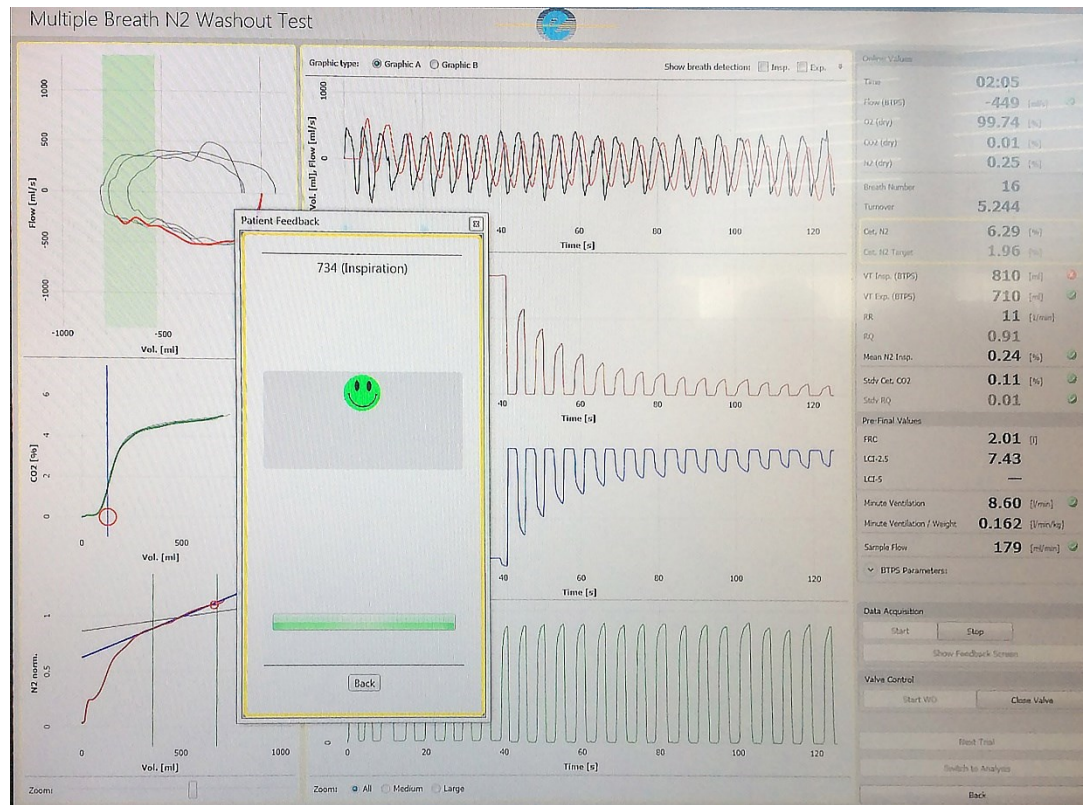 Multiple Breath N2 Washout Test
Graphic type: Graphic A Graphic B Show breath detection: Insp. Exp.
Flow [ml/s]
1000
500
0
-500
-1000
-1000 -500
Vol. [ml]
CO2 [%]
6
4
2
0
0 500
Vol. [ml]
N2 norm.
1
0.5
0
0 500 1000
Vol. [ml]
Zoom:
Vol. [ml], Flow [ml/s]
1000
0
60 80 100 120
Time [s]
40 60 80 100 120
Time [s]
40 60 80 100 120
Time [s]
0
0 20 40 60 80 100 120
Time [s]
Zoom: All Medium Large
Patient Feedback
734 (Inspiration)
Back
Online Values
Time 02:05
Flow (BTPS) -449 [ml/s]
O2 (dry) 99.74 [%]
CO2 (dry) 0.01 [%]
N2 (dry) 0.25 [%]
Breath Number 16
Turnover 5.244
Cet. N2 6.29 [%]
Cet. N2 Target 1.96 [%]
VT Insp. (BTPS) 810 [ml]
VT Exp. (BTPS) 710 [ml]
RR 11 [1/min]
RQ 0.91
Mean N2 Insp. 0.24 [%]
Stdv Cet. CO2 0.11 [%]
Stdv RQ 0.01
Pre-Final Values
FRC 2.01 [l]
LCI-2.5 7.43
LCI-5 —
Minute Ventilation 8.60 [l/min]
Minute Ventilation / Weight 0.162 [l/min/kg]
Sample Flow 179 [ml/min]
BTPS Parameters:
Data Acquisition
Start Stop
Show Feedback Screen
Valve Control
Start WO Close Valve
Next Trial
Switch to Analysis
Back